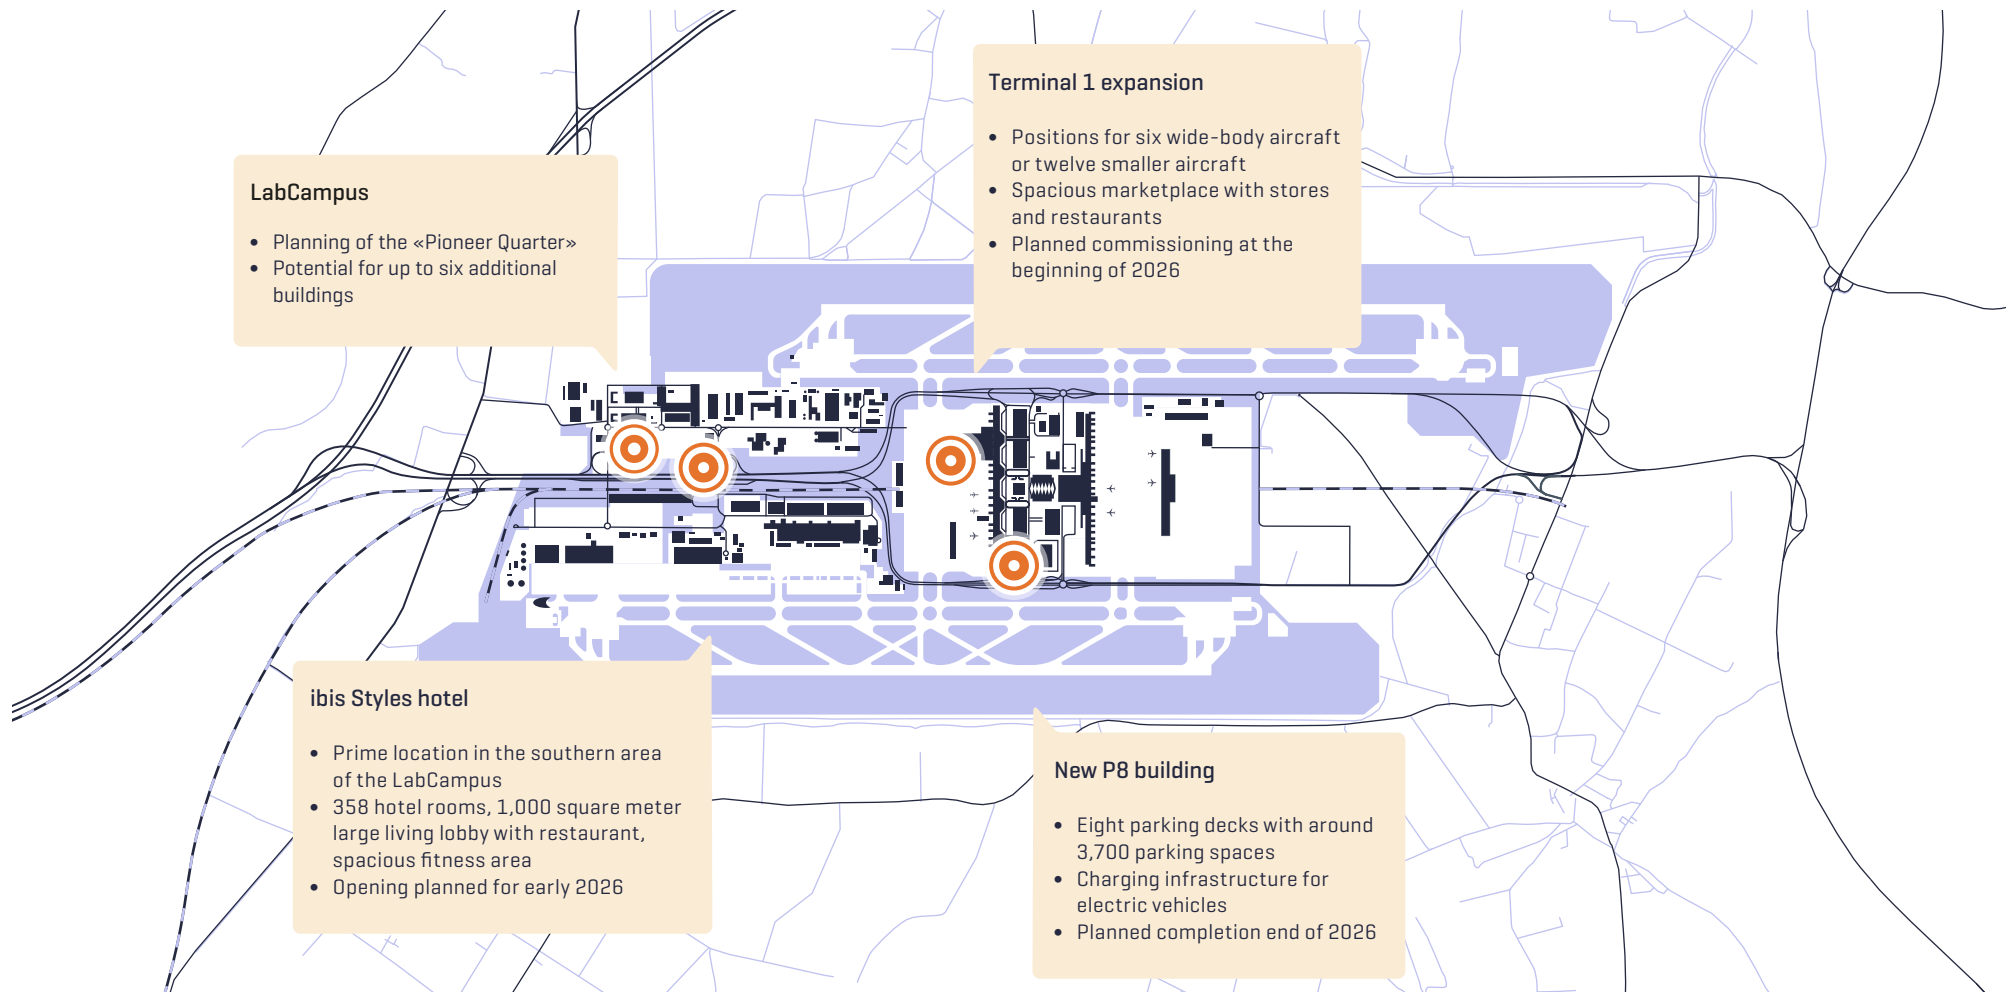 Terminal 1 expansion
• Positions for six wide-body aircraft
or twelve smaller aircraft
• Spacious marketplace with stores
and restaurants
• Planned commissioning at the
beginning of 2026
LabCampus
• Planning of the «Pioneer Quarter»
• Potential for up to six additional
buildings
ibis Styles hotel
• Prime location in the southern area
of the LabCampus
• 358 hotel rooms, 1,000 square meter
large living lobby with restaurant,
spacious fitness area
• Opening planned for early 2026
New P8 building
• Eight parking decks with around
3,700 parking spaces
• Charging infrastructure for
electric vehicles
• Planned completion end of 2026